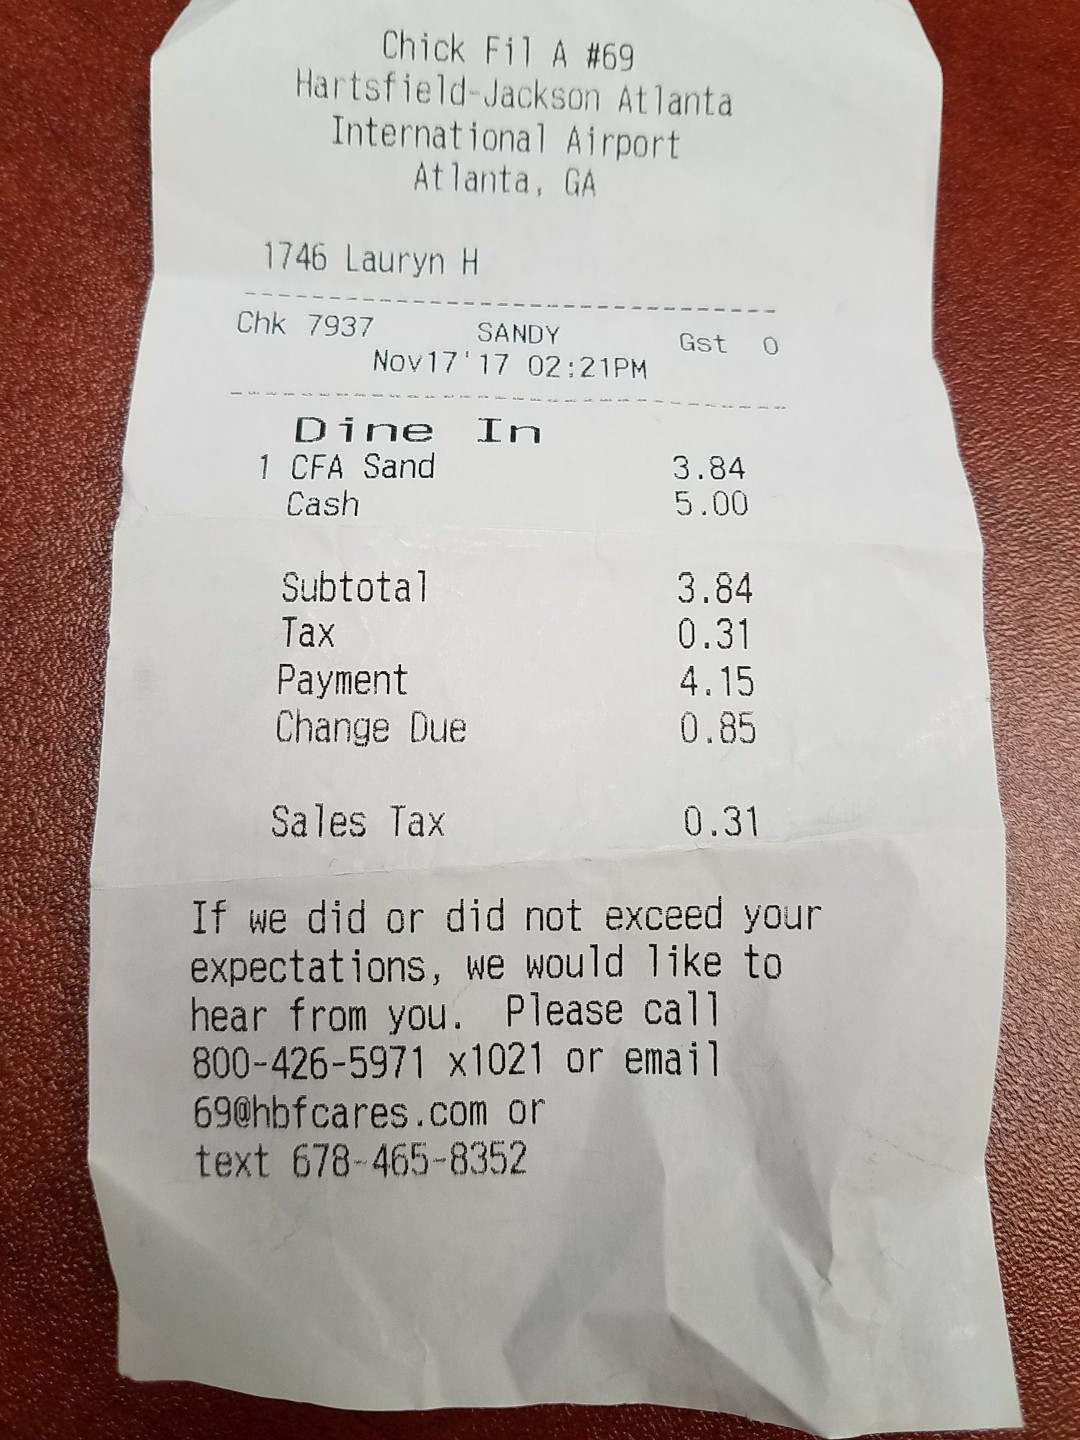 Chick Fil A #69
Hartsfield-Jackson Atlanta
International Airport
Atlanta, GA
1746 Lauryn H
--------------------------------
Chk 7937 SANDY Gst 0
Nov17'17 02:21PM
--------------------------------
Dine In
1 CFA Sand 3.84
Cash 5.00
Subtotal 3.84
Tax 0.31
Payment 4.15
Change Due 0.85
Sales Tax 0.31
If we did or did not exceed your
expectations, we would like to
hear from you. Please call
800-426-5971 x1021 or email
69@hbfcares.com or
text 678-465-8352